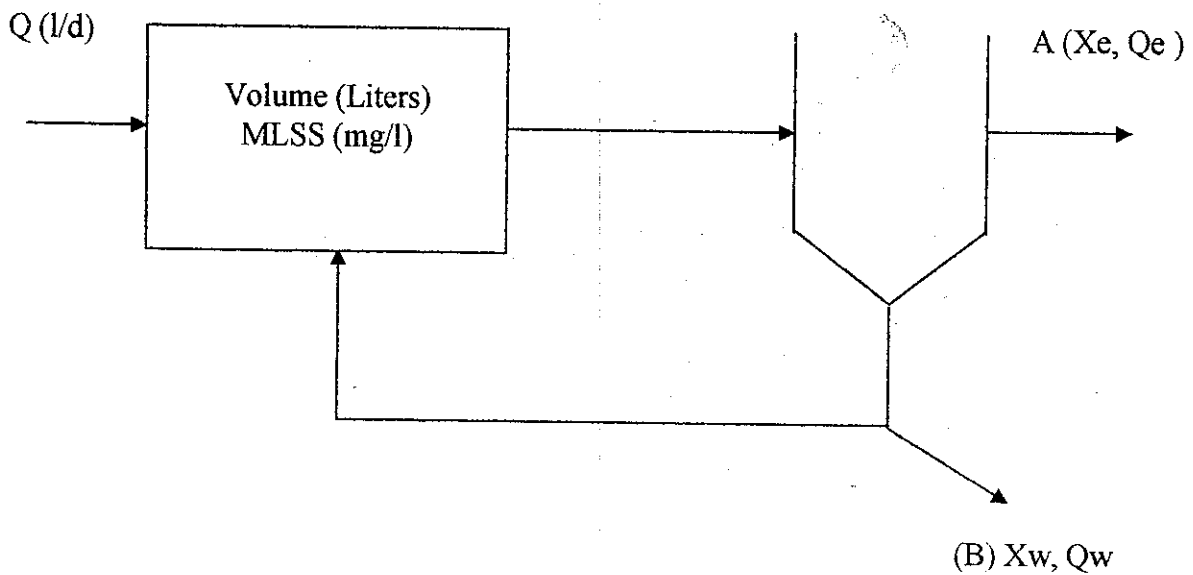 Q (l/d)
A (Xe, Qe )
Volume (Liters)
MLSS (mg/l)
(B) Xw, Qw